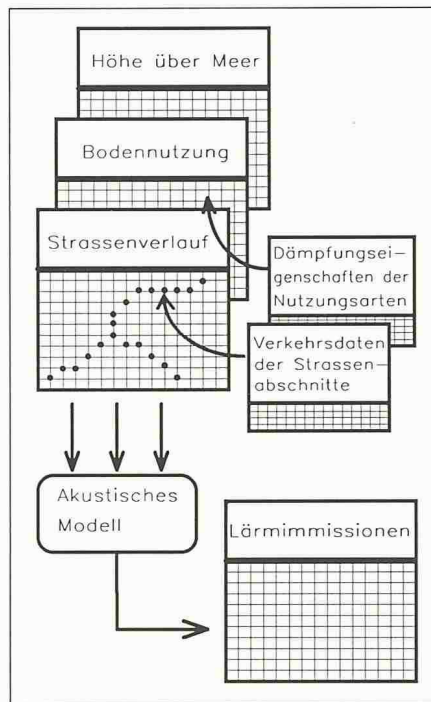 Höhe über Meer
Bodennutzung
Strassenverlauf
Dämpfungsei-
genschaften der
Nutzungsarten
Verkehrsdaten
der Strassen-
abschnitte
Akustisches
Modell
Lärmimmissionen